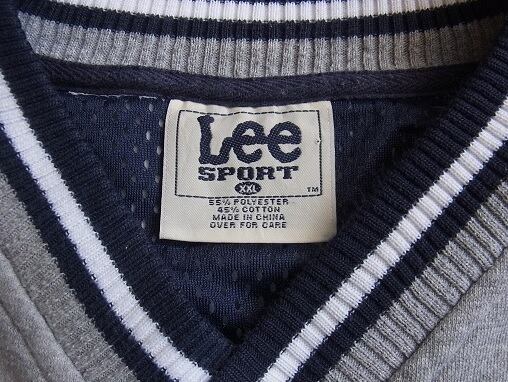 Lee
SPORT
XXL
TM
55% POLYESTER
45% COTTON
MADE IN CHINA
OVER FOR CARE